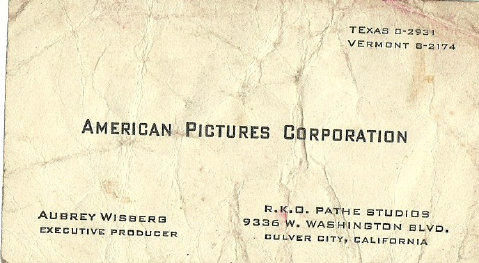 TEXAS 0-2931
VERMONT 8-2174
AMERICAN PICTURES CORPORATION
AUBREY WISBERG
EXECUTIVE PRODUCER
R.K.O. PATHE STUDIOS
9336 W. WASHINGTON BLVD.
CULVER CITY, CALIFORNIA